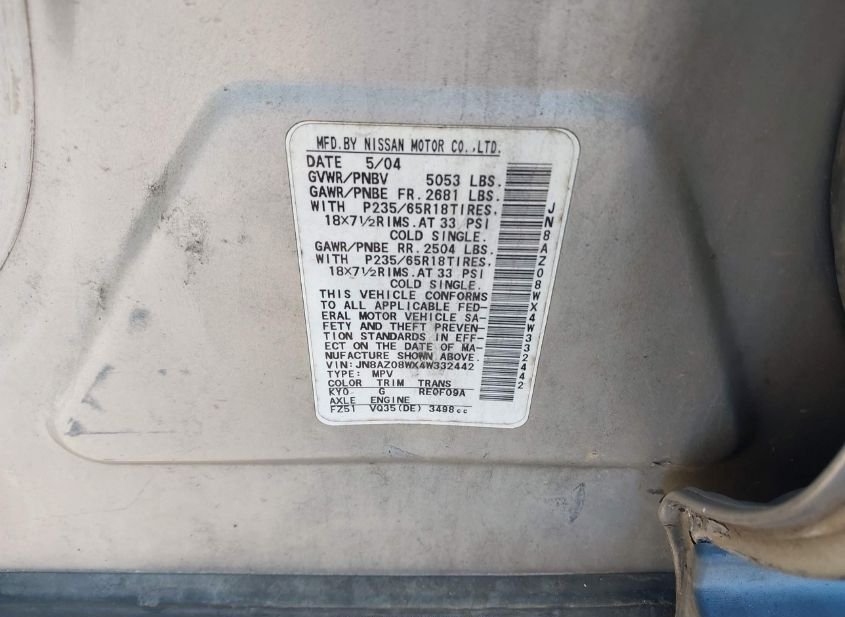 MFD.BY NISSAN MOTOR CO.,LTD.
DATE 5/04
GVWR/PNBV 5053 LBS.
GAWR/PNBE FR. 2681 LBS.
WITH P235/65R18TIRES,
18X7½RIMS.AT 33 PSI
COLD SINGLE.
GAWR/PNBE RR. 2504 LBS.
WITH P235/65R18TIRES,
18X7½RIMS.AT 33 PSI
COLD SINGLE.
THIS VEHICLE CONFORMS
TO ALL APPLICABLE FED-
ERAL MOTOR VEHICLE SA-
FETY AND THEFT PREVEN-
TION STANDARDS IN EFF-
ECT ON THE DATE OF MA-
NUFACTURE SHOWN ABOVE.
VIN:JN8AZ08WX4W332442
TYPE: MPV
COLOR TRIM TRANS
KY0 G RE0F09A
AXLE ENGINE
FZ51 VQ35(DE) 3498cc
JN8AZ08WX4W332442